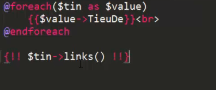 @foreach($tin as $value)
{{$value->TieuDe}}<br>
@endforeach
{!! $tin->links() !!}